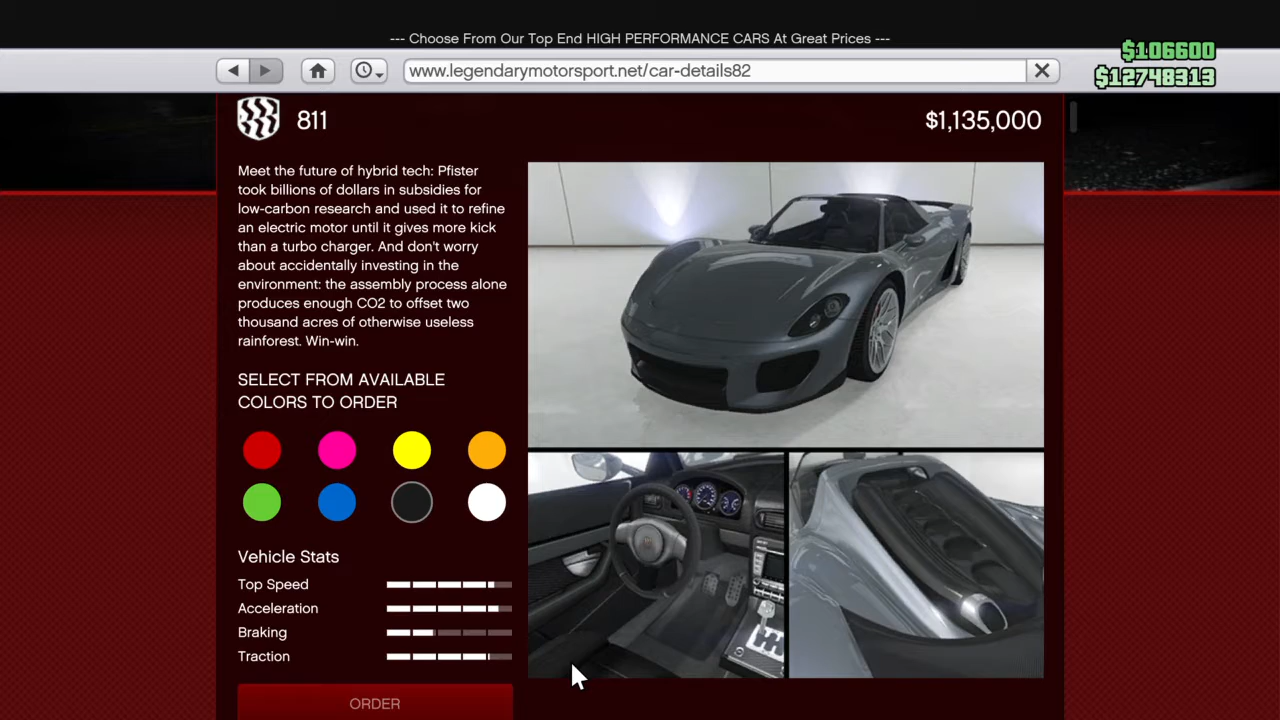 --- Choose From Our Top End HIGH PERFORMANCE CARS At Great Prices ---
$106600
www.legendarymotorsport.net/car-details82
$12748313
811
$1,135,000
Meet the future of hybrid tech: Pfister
took billions of dollars in subsidies for
low-carbon research and used it to refine
an electric motor until it gives more kick
than a turbo charger. And don't worry
about accidentally investing in the
environment: the assembly process alone
produces enough CO2 to offset two
thousand acres of otherwise useless
rainforest. Win-win.
SELECT FROM AVAILABLE
COLORS TO ORDER
Vehicle Stats
Top Speed
Acceleration
Braking
Traction
ORDER